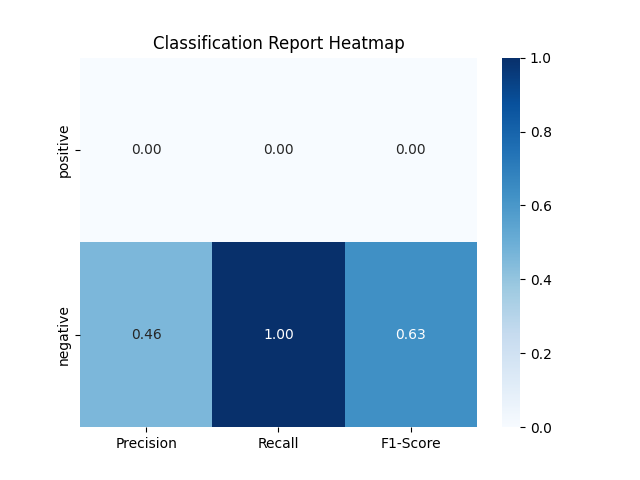 Classification Report Heatmap
positive
0.00 0.00 0.00
negative
0.46 1.00 0.63
Precision Recall F1-Score
1.0
0.8
0.6
0.4
0.2
0.0